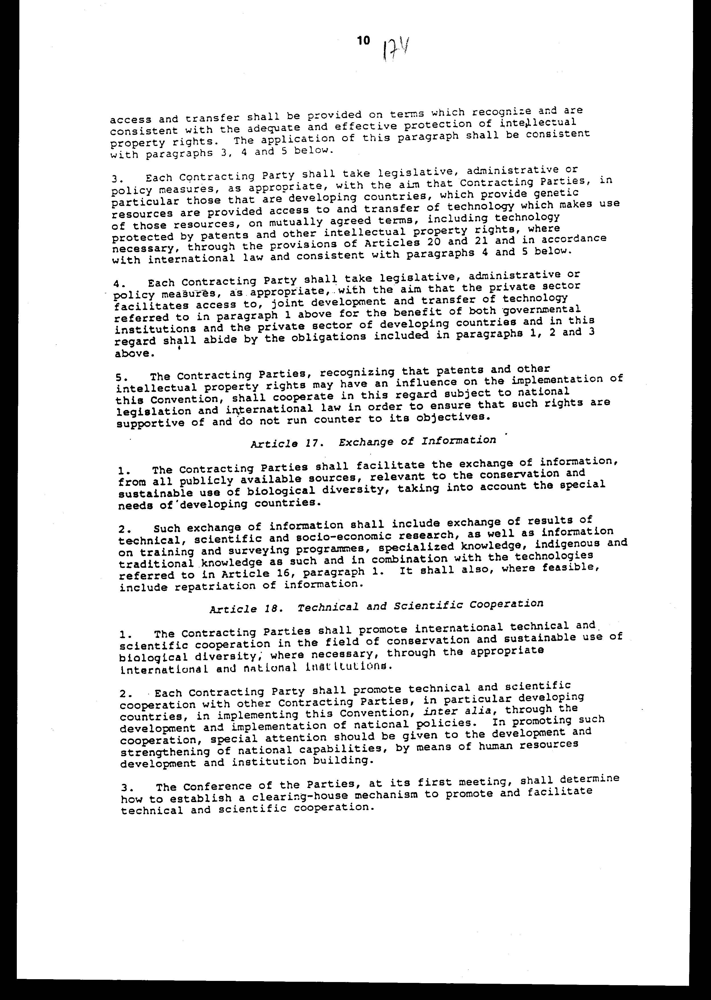 10 174
access and transfer shall be provided on terms which recognize and are
consistent with the adequate and effective protection of intellectual
property rights. The application of this paragraph shall be consistent
with paragraphs 3, 4 and 5 below.
3. Each Contracting Party shall take legislative, administrative or
policy measures, as appropriate, with the aim that Contracting Parties, in
particular those that are developing countries, which provide genetic
resources are provided access to and transfer of technology which makes use
of those resources, on mutually agreed terms, including technology
protected by patents and other intellectual property rights, where
necessary, through the provisions of Articles 20 and 21 and in accordance
with international law and consistent with paragraphs 4 and 5 below.
4. Each Contracting Party shall take legislative, administrative or
policy measures, as appropriate, with the aim that the private sector
facilitates access to, joint development and transfer of technology
referred to in paragraph 1 above for the benefit of both governmental
institutions and the private sector of developing countries and in this
regard shall abide by the obligations included in paragraphs 1, 2 and 3
above.
5. The Contracting Parties, recognizing that patents and other
intellectual property rights may have an influence on the implementation of
this Convention, shall cooperate in this regard subject to national
legislation and international law in order to ensure that such rights are
supportive of and do not run counter to its objectives.
Article 17. Exchange of Information
1. The Contracting Parties shall facilitate the exchange of information,
from all publicly available sources, relevant to the conservation and
sustainable use of biological diversity, taking into account the special
needs of developing countries.
2. Such exchange of information shall include exchange of results of
technical, scientific and socio-economic research, as well as information
on training and surveying programmes, specialized knowledge, indigenous and
traditional knowledge as such and in combination with the technologies
referred to in Article 16, paragraph 1. It shall also, where feasible,
include repatriation of information.
Article 18. Technical and Scientific Cooperation
1. The Contracting Parties shall promote international technical and
scientific cooperation in the field of conservation and sustainable use of
biological diversity, where necessary, through the appropriate
international and national institutions.
2. Each Contracting Party shall promote technical and scientific
cooperation with other Contracting Parties, in particular developing
countries, in implementing this Convention, inter alia, through the
development and implementation of national policies. In promoting such
cooperation, special attention should be given to the development and
strengthening of national capabilities, by means of human resources
development and institution building.
3. The Conference of the Parties, at its first meeting, shall determine
how to establish a clearing-house mechanism to promote and facilitate
technical and scientific cooperation.